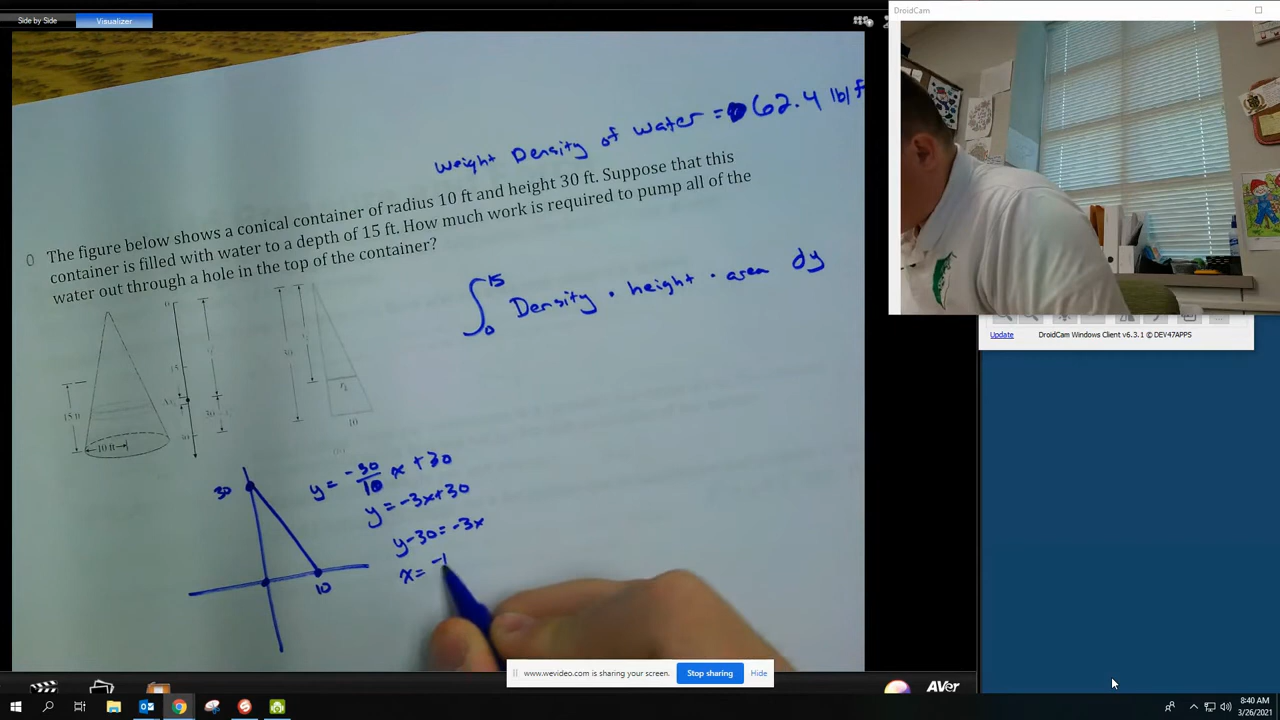 Side by Side
Visualizer
DroidCam
Weight Density of Water = 62.4 lb/f
The figure below shows a conical container of radius 10 ft and height 30 ft. Suppose that this
container is filled with water to a depth of 15 ft. How much work is required to pump all of the
water out through a hole in the top of the container?
∫₀¹⁵ Density · height · area dy
15 ft
10 ft
15
r₂
10
30
10
y = -30/10 x + 30
y = -3x+30
y-30 = -3x
x = -1
Update
DroidCam Windows Client v6.3.1 © DEV47APPS
www.wevideo.com is sharing your screen.
Stop sharing
Hide
AVer
8:40 AM
3/26/2021